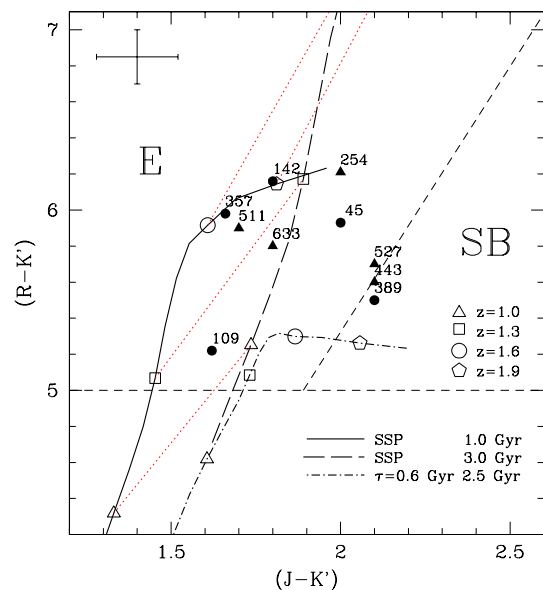 7
6
5
(R−K')
E
SB
142
254
357
511
45
633
527
443
389
109
z=1.0
z=1.3
z=1.6
z=1.9
SSP 1.0 Gyr
SSP 3.0 Gyr
τ=0.6 Gyr 2.5 Gyr
1.5 2 2.5
(J−K')